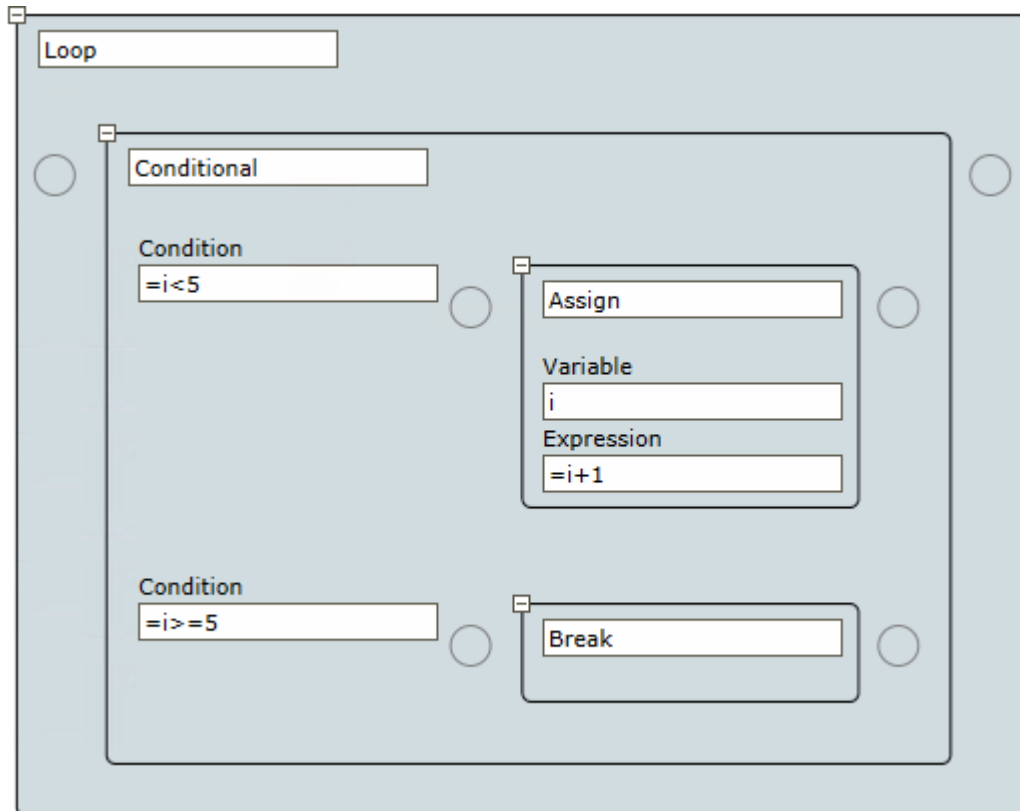 Loop
Conditional
Condition
=i<5
Assign
Variable
i
Expression
=i+1
Condition
=i>=5
Break